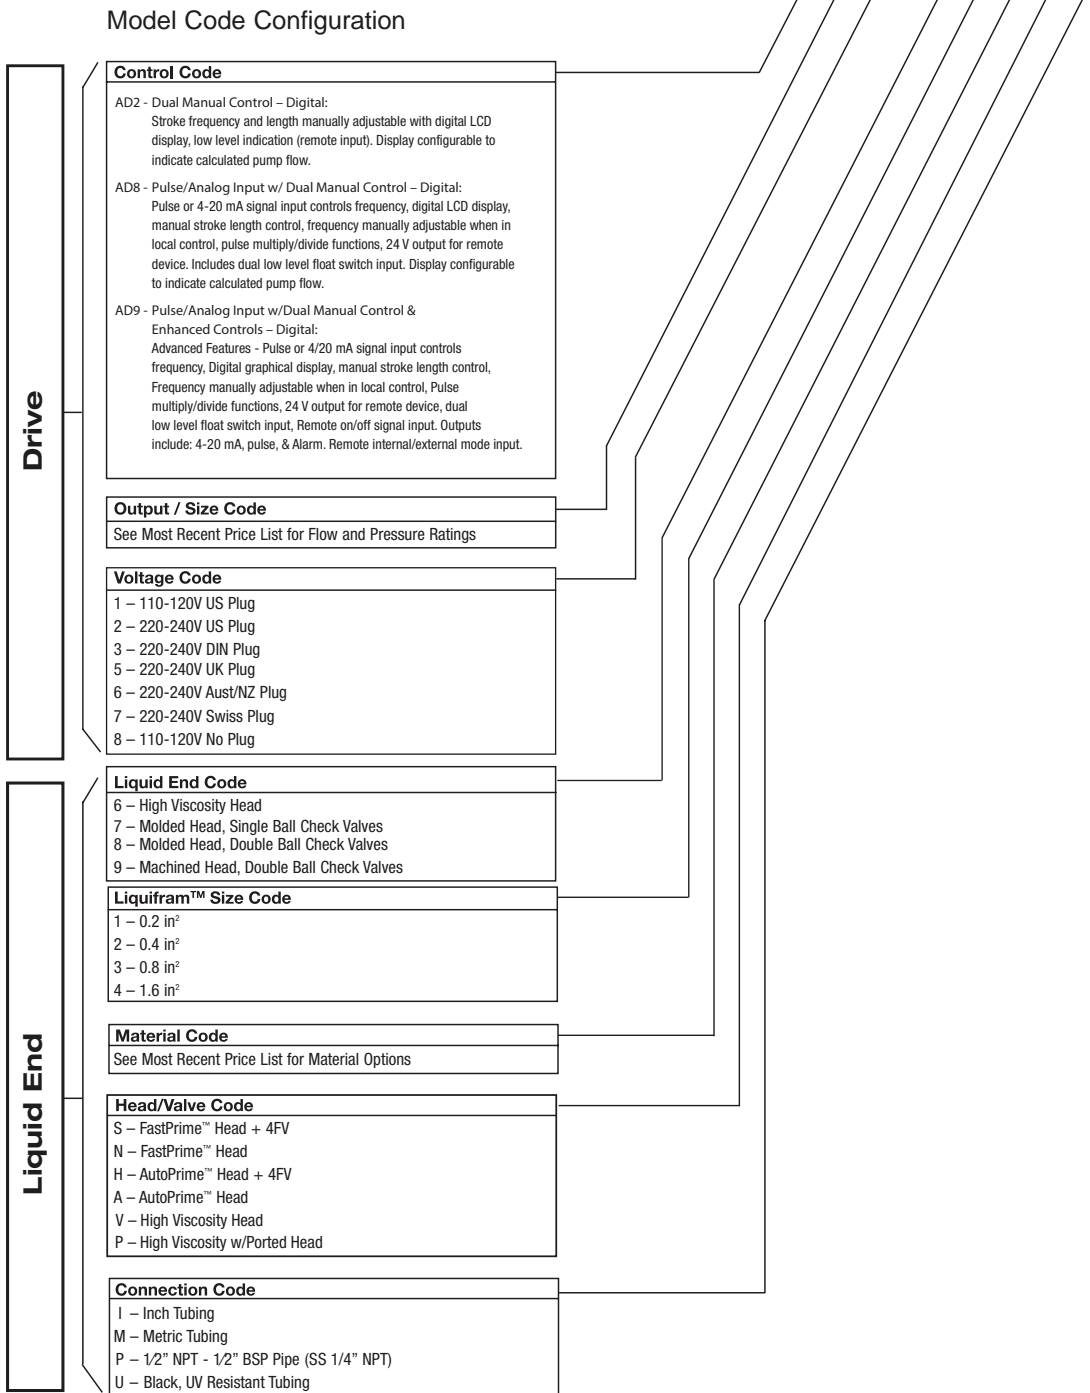 Model Code Configuration
Drive
Control Code
AD2 - Dual Manual Control – Digital:
Stroke frequency and length manually adjustable with digital LCD
display, low level indication (remote input). Display configurable to
indicate calculated pump flow.
AD8 - Pulse/Analog Input w/ Dual Manual Control – Digital:
Pulse or 4-20 mA signal input controls frequency, digital LCD display,
manual stroke length control, frequency manually adjustable when in
local control, pulse multiply/divide functions, 24 V output for remote
device. Includes dual low level float switch input. Display configurable
to indicate calculated pump flow.
AD9 - Pulse/Analog Input w/Dual Manual Control &
Enhanced Controls – Digital:
Advanced Features - Pulse or 4/20 mA signal input controls
frequency, Digital graphical display, manual stroke length control,
Frequency manually adjustable when in local control, Pulse
multiply/divide functions, 24 V output for remote device, dual
low level float switch input, Remote on/off signal input. Outputs
include: 4-20 mA, pulse, & Alarm. Remote internal/external mode input.
Output / Size Code
See Most Recent Price List for Flow and Pressure Ratings
Voltage Code
1 – 110-120V US Plug
2 – 220-240V US Plug
3 – 220-240V DIN Plug
5 – 220-240V UK Plug
6 – 220-240V Aust/NZ Plug
7 – 220-240V Swiss Plug
8 – 110-120V No Plug
Liquid End
Liquid End Code
6 – High Viscosity Head
7 – Molded Head, Single Ball Check Valves
8 – Molded Head, Double Ball Check Valves
9 – Machined Head, Double Ball Check Valves
Liquifram™ Size Code
1 – 0.2 in²
2 – 0.4 in²
3 – 0.8 in²
4 – 1.6 in²
Material Code
See Most Recent Price List for Material Options
Head/Valve Code
S – FastPrime™ Head + 4FV
N – FastPrime™ Head
H – AutoPrime™ Head + 4FV
A – AutoPrime™ Head
V – High Viscosity Head
P – High Viscosity w/Ported Head
Connection Code
I – Inch Tubing
M – Metric Tubing
P – 1⁄2" NPT - 1⁄2" BSP Pipe (SS 1/4" NPT)
U – Black, UV Resistant Tubing